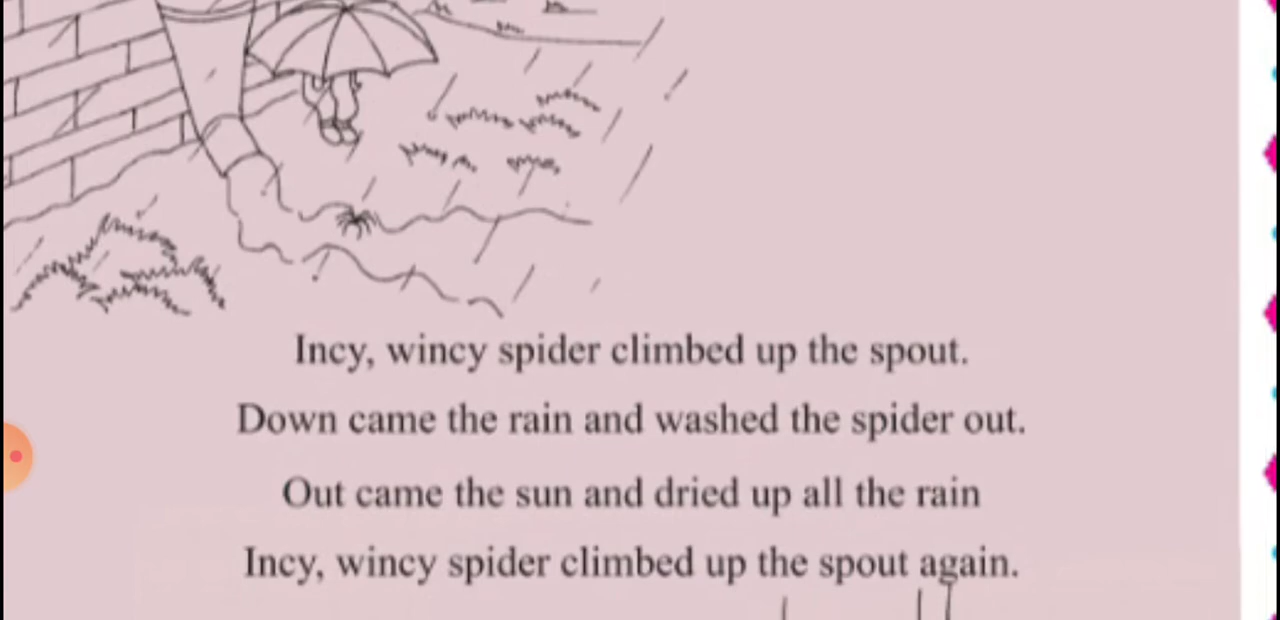 Incy, wincy spider climbed up the spout.
Down came the rain and washed the spider out.
Out came the sun and dried up all the rain
Incy, wincy spider climbed up the spout again.